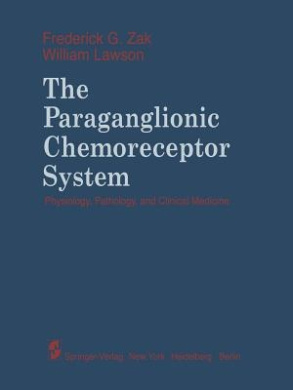 Frederick G. Zak
William Lawson
The
Paraganglionic
Chemoreceptor
System
Physiology, Pathology, and Clinical Medicine
Springer-Verlag New York Heidelberg Berlin